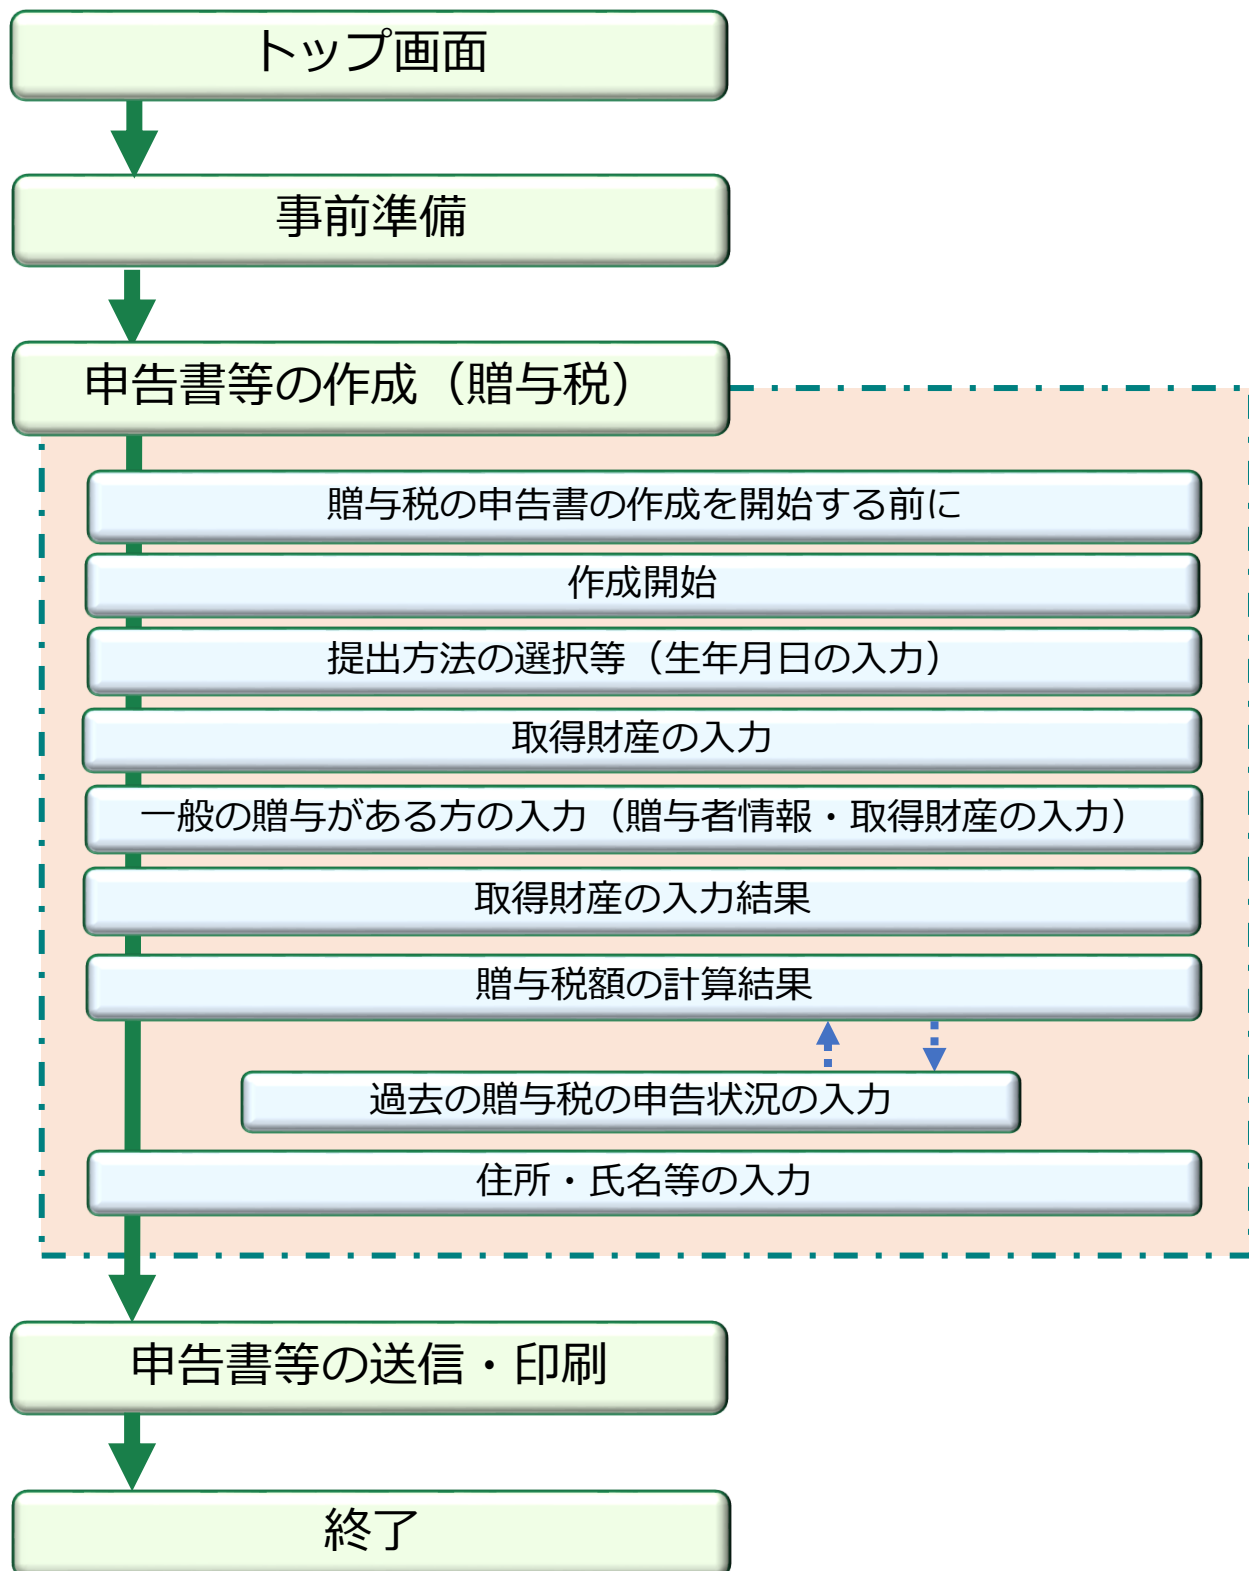 トップ画面
事前準備
申告書等の作成（贈与税）
贈与税の申告書の作成を開始する前に
作成開始
提出方法の選択等（生年月日の入力）
取得財産の入力
一般の贈与がある方の入力（贈与者情報・取得財産の入力）
取得財産の入力結果
贈与税額の計算結果
過去の贈与税の申告状況の入力
住所・氏名等の入力
申告書等の送信・印刷
終了